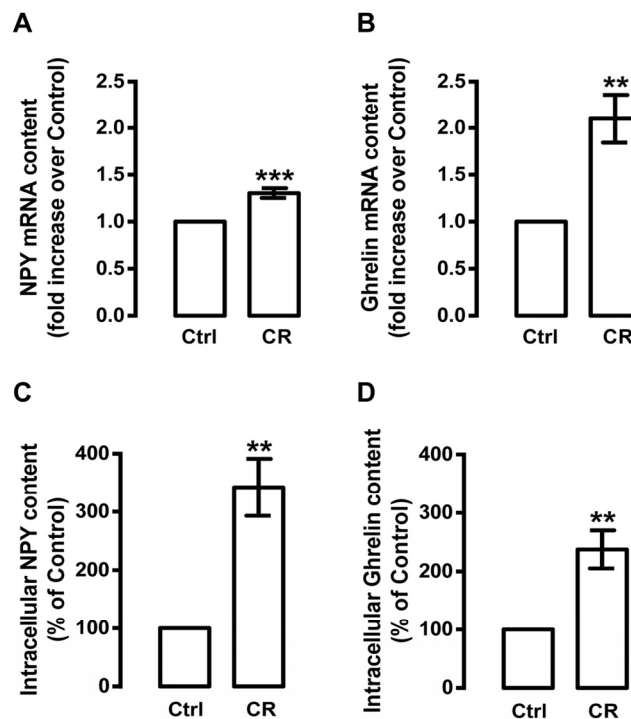 A
NPY mRNA content
(fold increase over Control)
2.5
2.0
1.5
1.0
0.5
0.0
***
Ctrl
CR
B
Ghrelin mRNA content
(fold increase over Control)
2.5
2.0
1.5
1.0
0.5
0.0
**
Ctrl
CR
C
Intracellular NPY content
(% of Control)
400
300
200
100
0
**
Ctrl
CR
D
Intracellular Ghrelin content
(% of Control)
400
300
200
100
0
**
Ctrl
CR